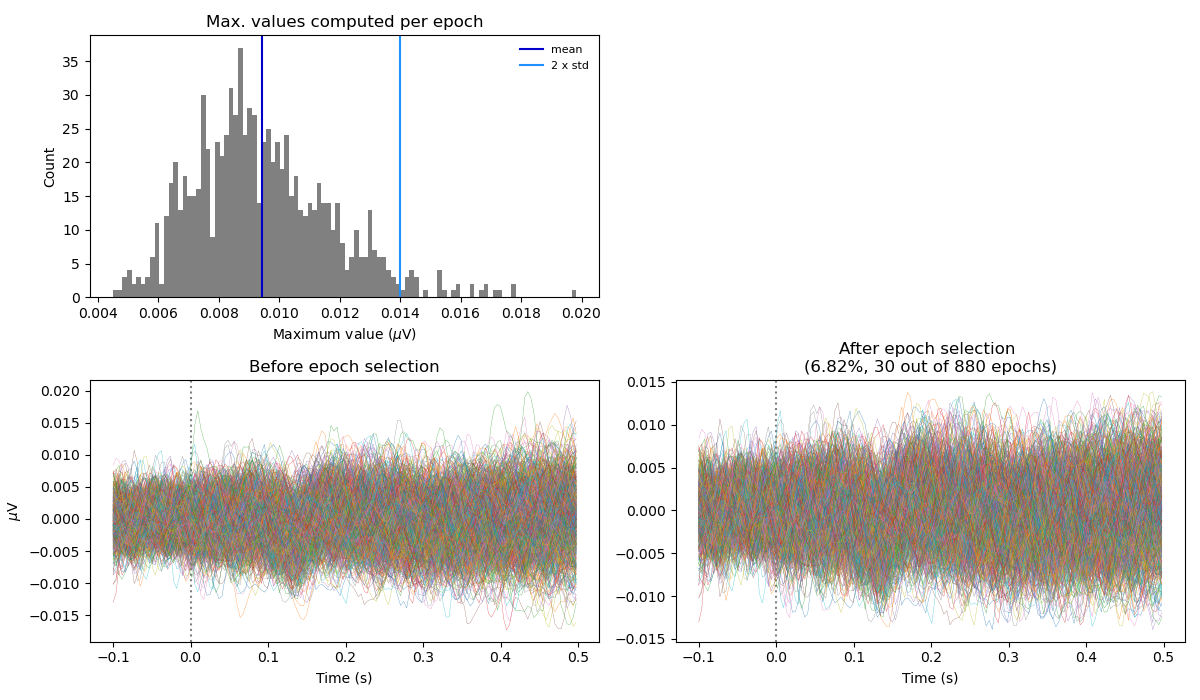 Max. values computed per epoch
mean
2 x std
Count
35
30
25
20
15
10
5
0
0.004 0.006 0.008 0.010 0.012 0.014 0.016 0.018 0.020
Maximum value (μV)
Before epoch selection
μV
0.020
0.015
0.010
0.005
0.000
−0.005
−0.010
−0.015
−0.1 0.0 0.1 0.2 0.3 0.4 0.5
Time (s)
After epoch selection
(6.82%, 30 out of 880 epochs)
0.015
0.010
0.005
0.000
−0.005
−0.010
−0.015
−0.1 0.0 0.1 0.2 0.3 0.4 0.5
Time (s)